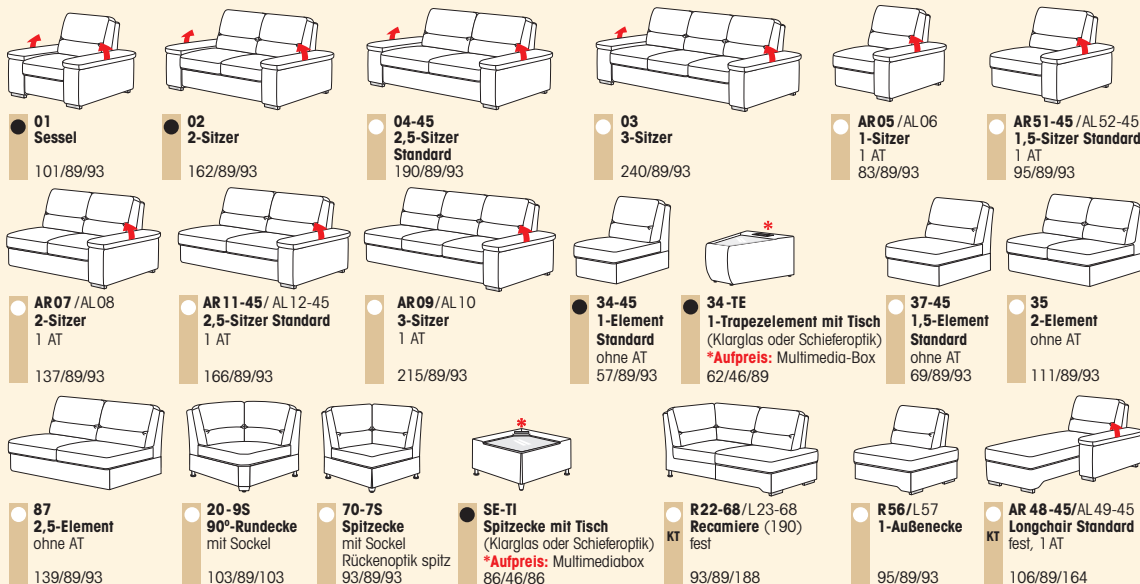 01
Sessel
101/89/93
02
2-Sitzer
162/89/93
04-45
2,5-Sitzer
Standard
190/89/93
03
3-Sitzer
240/89/93
AR05/AL06
1-Sitzer
1 AT
83/89/93
AR51-45/AL52-45
1,5-Sitzer Standard
1 AT
95/89/93
AR07/AL08
2-Sitzer
1 AT
137/89/93
AR11-45/AL12-45
2,5-Sitzer Standard
1 AT
166/89/93
AR09/AL10
3-Sitzer
1 AT
215/89/93
34-45
1-Element
Standard
ohne AT
57/89/93
*
34-TE
1-Trapezelement mit Tisch
(Klarglas oder Schieferoptik)
*Aufpreis: Multimedia-Box
62/46/89
37-45
1,5-Element
Standard
ohne AT
69/89/93
35
2-Element
ohne AT
111/89/93
87
2,5-Element
ohne AT
139/89/93
20-9S
90°-Rundecke
mit Sockel
103/89/103
70-7S
Spitzecke
mit Sockel
Rückenoptik spitz
93/89/93
*
SE-TI
Spitzecke mit Tisch
(Klarglas oder Schieferoptik)
*Aufpreis: Multimediabox
86/46/86
KT
R22-68/L23-68
Recamiere (190)
fest
93/89/188
R56/L57
1-Außenecke
95/89/93
KT
AR 48-45/AL49-45
Longchair Standard
fest, 1 AT
106/89/164